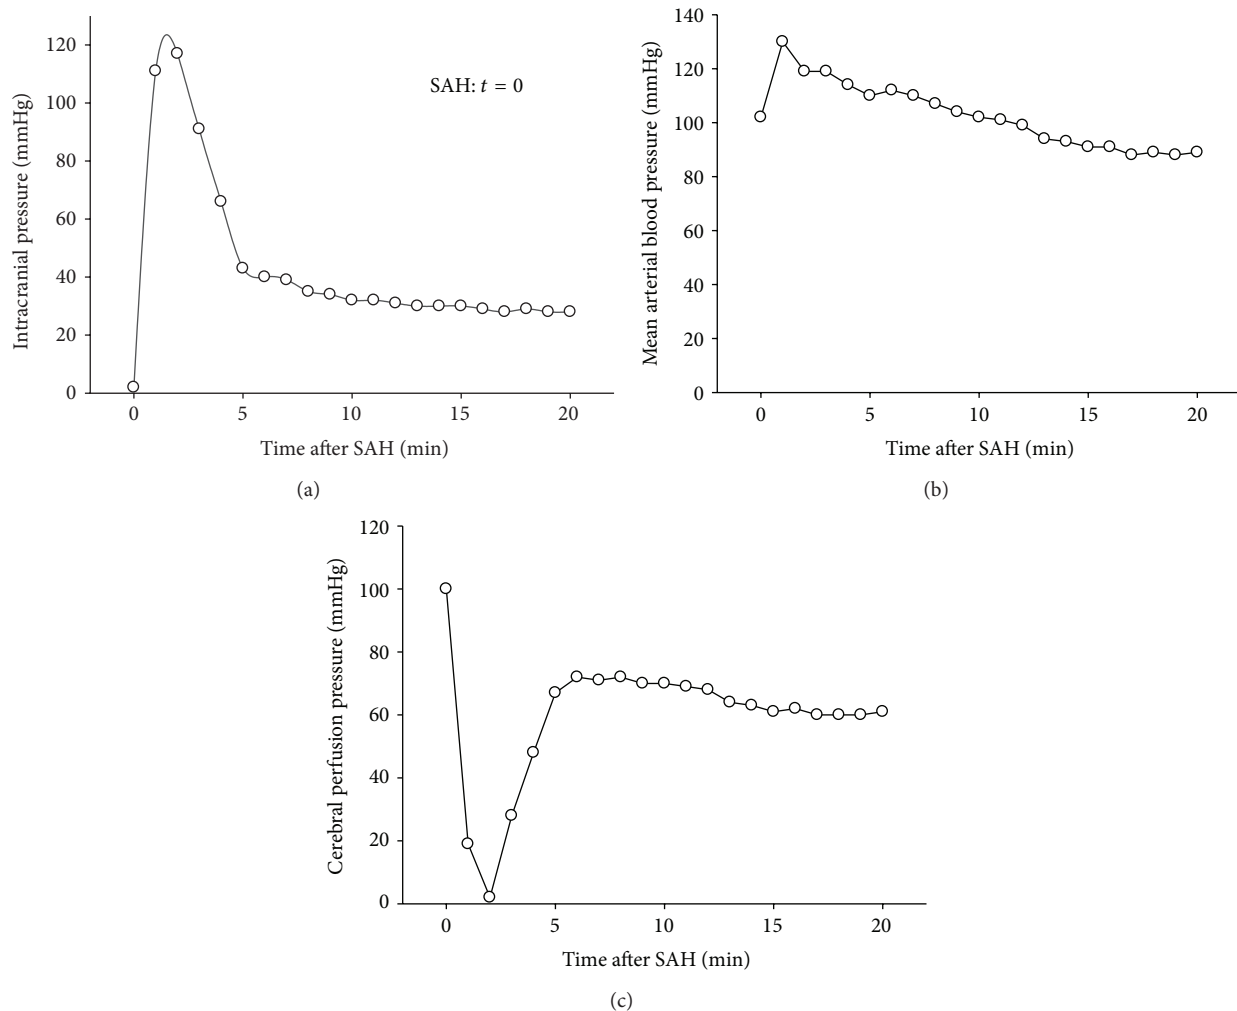 120
100
80
60
40
20
0
Intracranial pressure (mmHg)
SAH: t = 0
0 5 10 15 20
Time after SAH (min)
(a)
140
120
100
80
60
40
20
0
Mean arterial blood pressure (mmHg)
0 5 10 15 20
Time after SAH (min)
(b)
120
100
80
60
40
20
0
Cerebral perfusion pressure (mmHg)
0 5 10 15 20
Time after SAH (min)
(c)